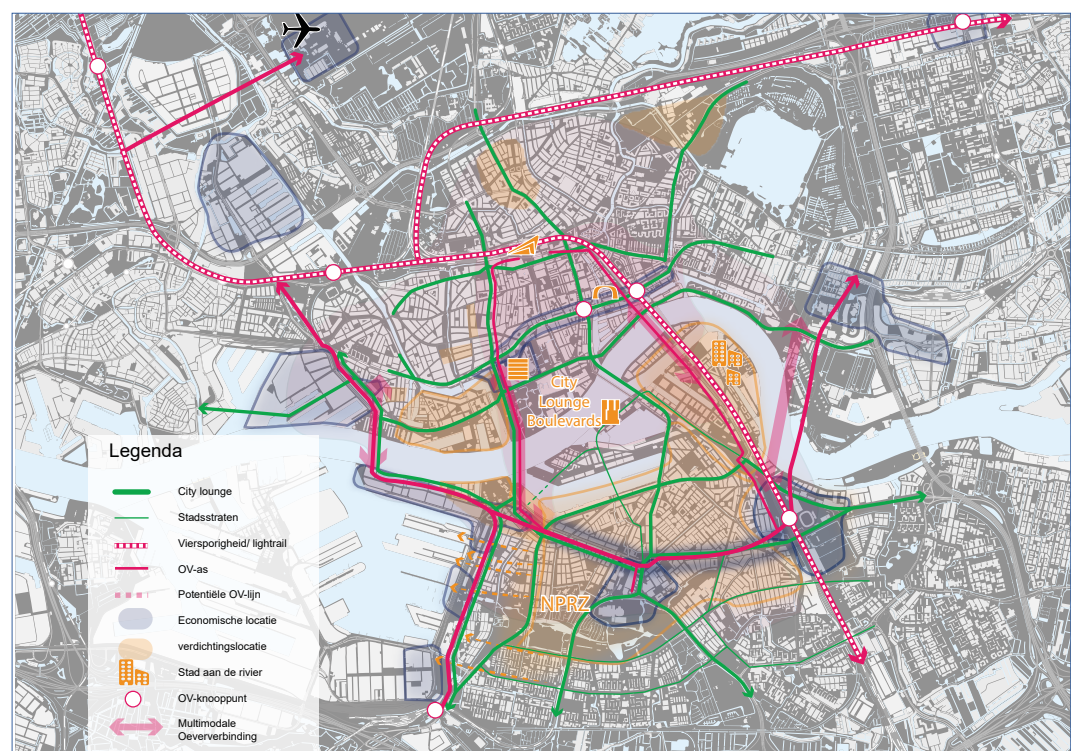 City
Lounge
Boulevards
NPRZ
Legenda
City lounge
Stadsstraten
Viersporigheid/ lightrail
OV-as
Potentiële OV-lijn
Economische locatie
verdichtingslocatie
Stad aan de rivier
OV-knooppunt
Multimodale
Oeververbinding